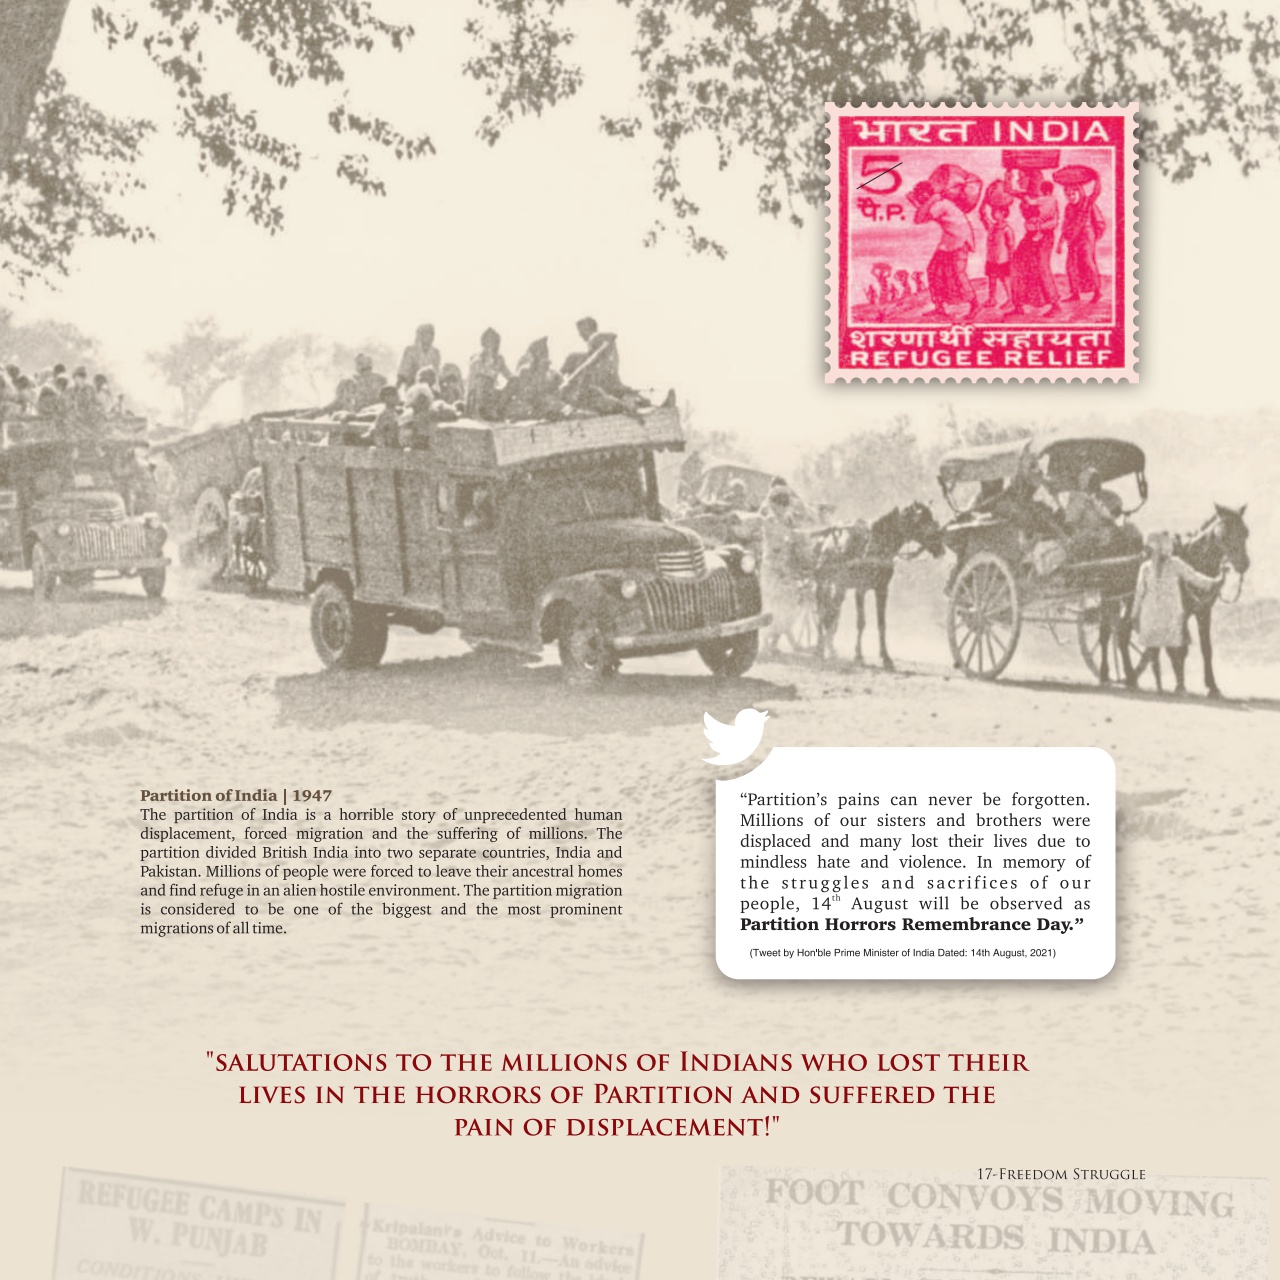 भारत INDIA
5
पै.P.
शरणार्थी सहायता
REFUGEE RELIEF
Partition of India | 1947
The partition of India is a horrible story of unprecedented human
displacement, forced migration and the suffering of millions. The
partition divided British India into two separate countries, India and
Pakistan. Millions of people were forced to leave their ancestral homes
and find refuge in an alien hostile environment. The partition migration
is considered to be one of the biggest and the most prominent
migrations of all time.
“Partition’s pains can never be forgotten.
Millions of our sisters and brothers were
displaced and many lost their lives due to
mindless hate and violence. In memory of
the struggles and sacrifices of our
people, 14th August will be observed as
Partition Horrors Remembrance Day.”
(Tweet by Hon'ble Prime Minister of India Dated: 14th August, 2021)
"Salutations to the millions of Indians who lost their
lives in the horrors of Partition and suffered the
pain of displacement!"
17-Freedom Struggle
REFUGEE CAMPS IN
W. PUNJAB
Kripalani's Advice to Workers
BOMBAY, Oct. 11.—An advice
to the workers to follow the
FOOT CONVOYS MOVING
TOWARDS INDIA